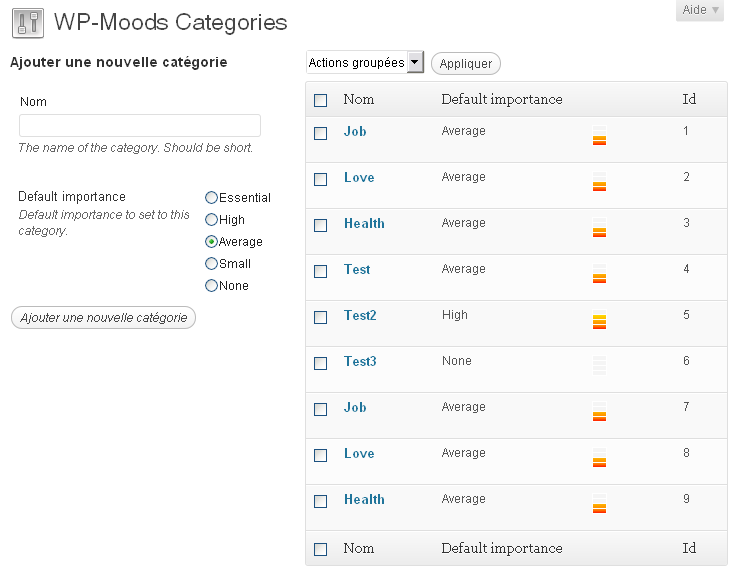 WP-Moods Categories
Aide
Ajouter une nouvelle catégorie
Nom
The name of the category. Should be short.
Default importance
Default importance to set to this
category.
Essential
High
Average
Small
None
Ajouter une nouvelle catégorie
Actions groupées
Appliquer
Nom Default importance Id
Job Average 1
Love Average 2
Health Average 3
Test Average 4
Test2 High 5
Test3 None 6
Job Average 7
Love Average 8
Health Average 9
Nom Default importance Id